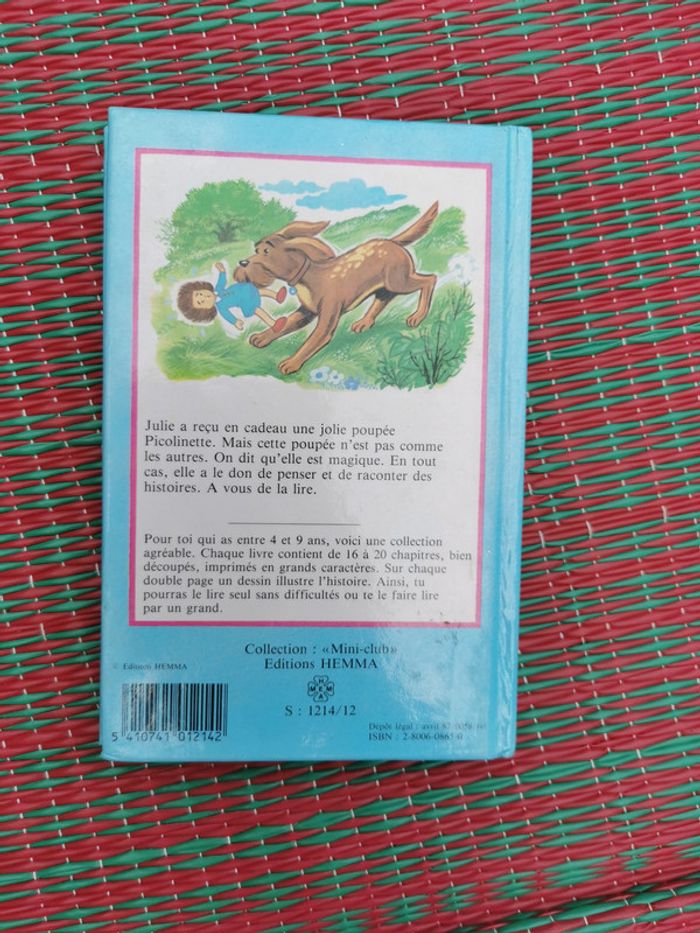 Julie a reçu en cadeau une jolie poupée
Picolinette. Mais cette poupée n'est pas comme
les autres. On dit qu'elle est magique. En tout
cas, elle a le don de penser et de raconter des
histoires. A vous de la lire.
Pour toi qui as entre 4 et 9 ans, voici une collection
agréable. Chaque livre contient de 16 à 20 chapitres, bien
découpés, imprimés en grands caractères. Sur chaque
double page un dessin illustre l'histoire. Ainsi, tu
pourras le lire seul sans difficultés ou te le faire lire
par un grand.
Collection : «Mini-club»
Editions HEMMA
© Editions HEMMA
HEMMA
S : 1214/12
5 410741 012142
Dépôt légal : avril
ISBN : 2-8006-